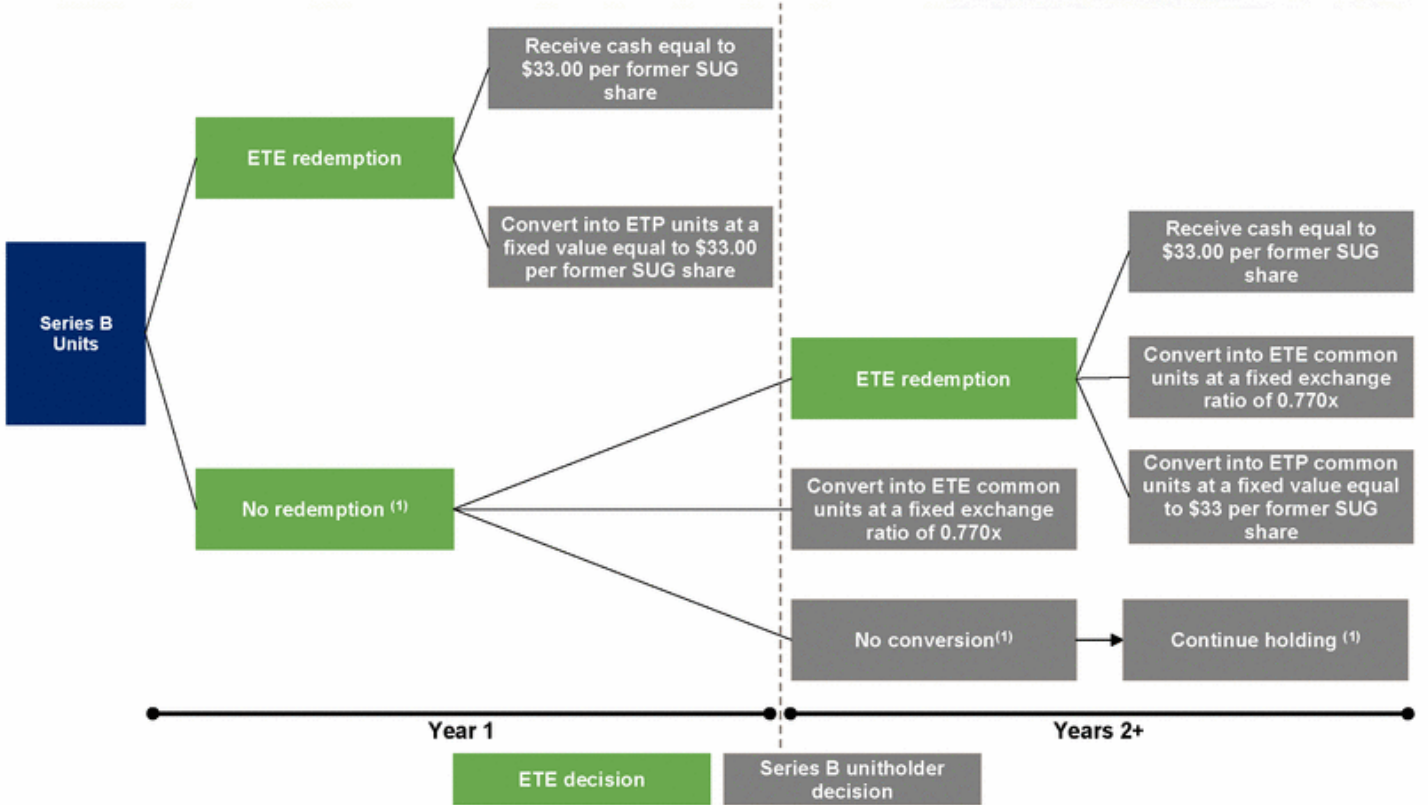 Receive cash equal to
$33.00 per former SUG
share
ETE redemption
Convert into ETP units at a
fixed value equal to $33.00
per former SUG share
Series B
Units
No redemption (1)
Receive cash equal to
$33.00 per former SUG
share
ETE redemption
Convert into ETE common
units at a fixed exchange
ratio of 0.770x
Convert into ETP common
units at a fixed value equal
to $33 per former SUG
share
Convert into ETE common
units at a fixed exchange
ratio of 0.770x
No conversion(1)
Continue holding (1)
Year 1
Years 2+
ETE decision
Series B unitholder
decision